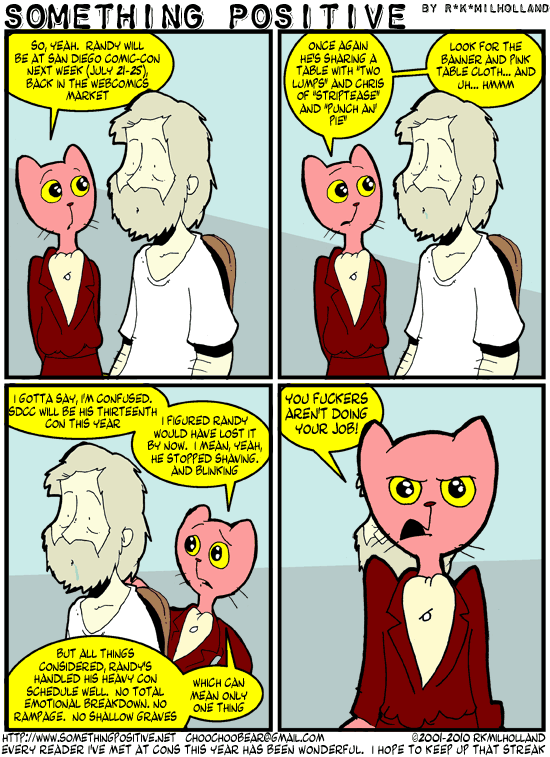 SOMETHING POSITIVE BY R*K*MILHOLLAND
SO, YEAH. RANDY WILL
BE AT SAN DIEGO COMIC-CON
NEXT WEEK (JULY 21-25),
BACK IN THE WEBCOMICS
MARKET
ONCE AGAIN
HE'S SHARING A
TABLE WITH "TWO
LUMPS" AND CHRIS
OF "STRIPTEASE"
AND "PUNCH AN'
PIE"
LOOK FOR THE
BANNER AND PINK
TABLE CLOTH... AND
UH... HMMM
I GOTTA SAY, I'M CONFUSED.
SDCC WILL BE HIS THIRTEENTH
CON THIS YEAR
I FIGURED RANDY
WOULD HAVE LOST IT
BY NOW. I MEAN, YEAH,
HE STOPPED SHAVING.
AND BLINKING
BUT ALL THINGS
CONSIDERED, RANDY'S
HANDLED HIS HEAVY CON
SCHEDULE WELL. NO TOTAL
EMOTIONAL BREAKDOWN. NO
RAMPAGE. NO SHALLOW GRAVES
WHICH CAN
MEAN ONLY
ONE THING
YOU FUCKERS
AREN'T DOING
YOUR JOB!
HTTP://WWW.SOMETHINGPOSITIVE.NET CHOOCHOOBEAR@GMAIL.COM ©2001-2010 RKMILHOLLAND
EVERY READER I'VE MET AT CONS THIS YEAR HAS BEEN WONDERFUL. I HOPE TO KEEP UP THAT STREAK